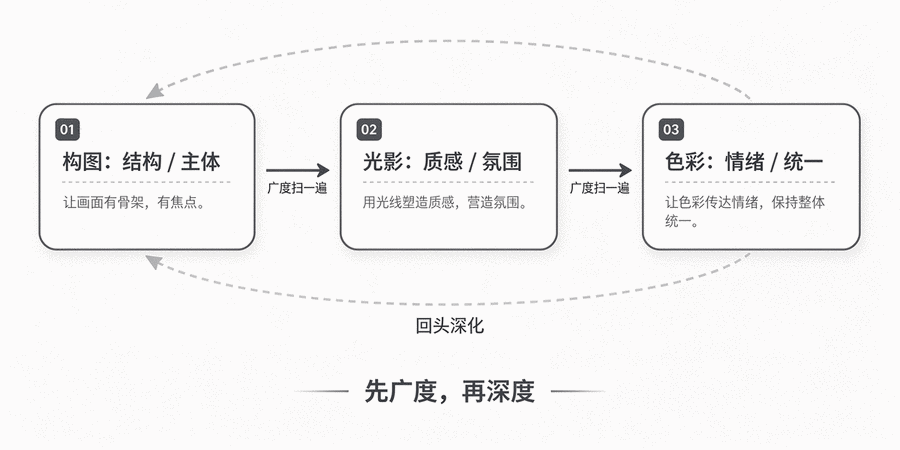 01
构图：结构 / 主体
让画面有骨架，有焦点。
广度扫一遍
02
光影：质感 / 氛围
用光线塑造质感，营造氛围。
广度扫一遍
03
色彩：情绪 / 统一
让色彩传达情绪，保持整体
统一。
回头深化
先广度，再深度